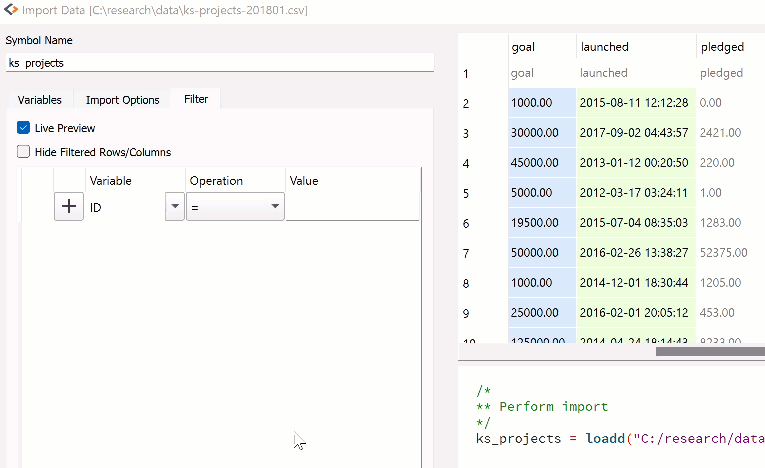 Import Data [C:\research\data\ks-projects-201801.csv]
Symbol Name
ks_projects
Variables Import Options Filter
Live Preview
Hide Filtered Rows/Columns
Variable Operation Value
ID =
goal launched pledged
1 goal launched pledged
2 1000.00 2015-08-11 12:12:28 0.00
3 30000.00 2017-09-02 04:43:57 2421.00
4 45000.00 2013-01-12 00:20:50 220.00
5 5000.00 2012-03-17 03:24:11 1.00
6 19500.00 2015-07-04 08:35:03 1283.00
7 50000.00 2016-02-26 13:38:27 52375.00
8 1000.00 2014-12-01 18:30:44 1205.00
9 25000.00 2016-02-01 20:05:12 453.00
10 125000.00 2014-04-24 18:14:43 8233.00
/*
** Perform import
*/
ks_projects = loadd("C:/research/data